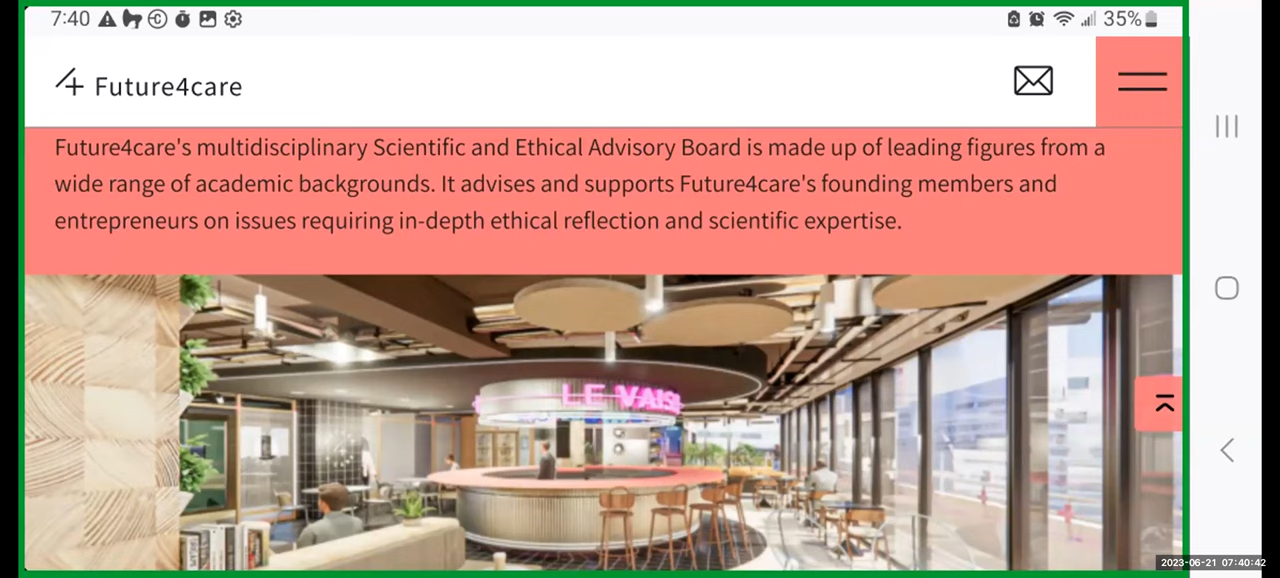 7:40
35%
Future4care
Future4care's multidisciplinary Scientific and Ethical Advisory Board is made up of leading figures from a
wide range of academic backgrounds. It advises and supports Future4care's founding members and
entrepreneurs on issues requiring in-depth ethical reflection and scientific expertise.
LE VAIS
2023-06-21 07:40:42